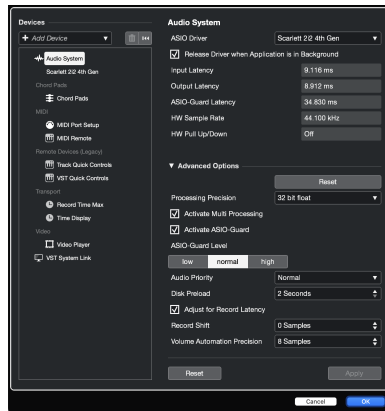 Devices
+ Add Device
Audio System
Scarlett 2i2 4th Gen
Chord Pads
Chord Pads
MIDI
MIDI Port Setup
MIDI Remote
Remote Devices (Legacy)
Track Quick Controls
VST Quick Controls
Transport
Record Time Max
Time Display
Video
Video Player
VST System Link
Audio System
ASIO Driver Scarlett 2i2 4th Gen
Release Driver when Application is in Background
Input Latency 9.116 ms
Output Latency 8.912 ms
ASIO-Guard Latency 34.830 ms
HW Sample Rate 44.100 kHz
HW Pull Up/Down Off
Advanced Options
Reset
Processing Precision 32 bit float
Activate Multi Processing
Activate ASIO-Guard
ASIO-Guard Level
low normal high
Audio Priority Normal
Disk Preload 2 Seconds
Adjust for Record Latency
Record Shift 0 Samples
Volume Automation Precision 8 Samples
Reset Apply
Cancel OK